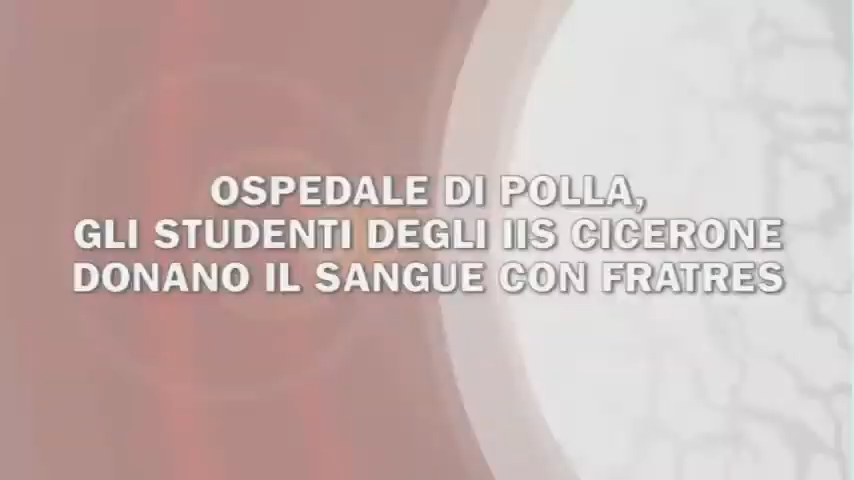 OSPEDALE DI POLLA,
GLI STUDENTI DEGLI IIS CICERONE
DONANO IL SANGUE CON FRATRES